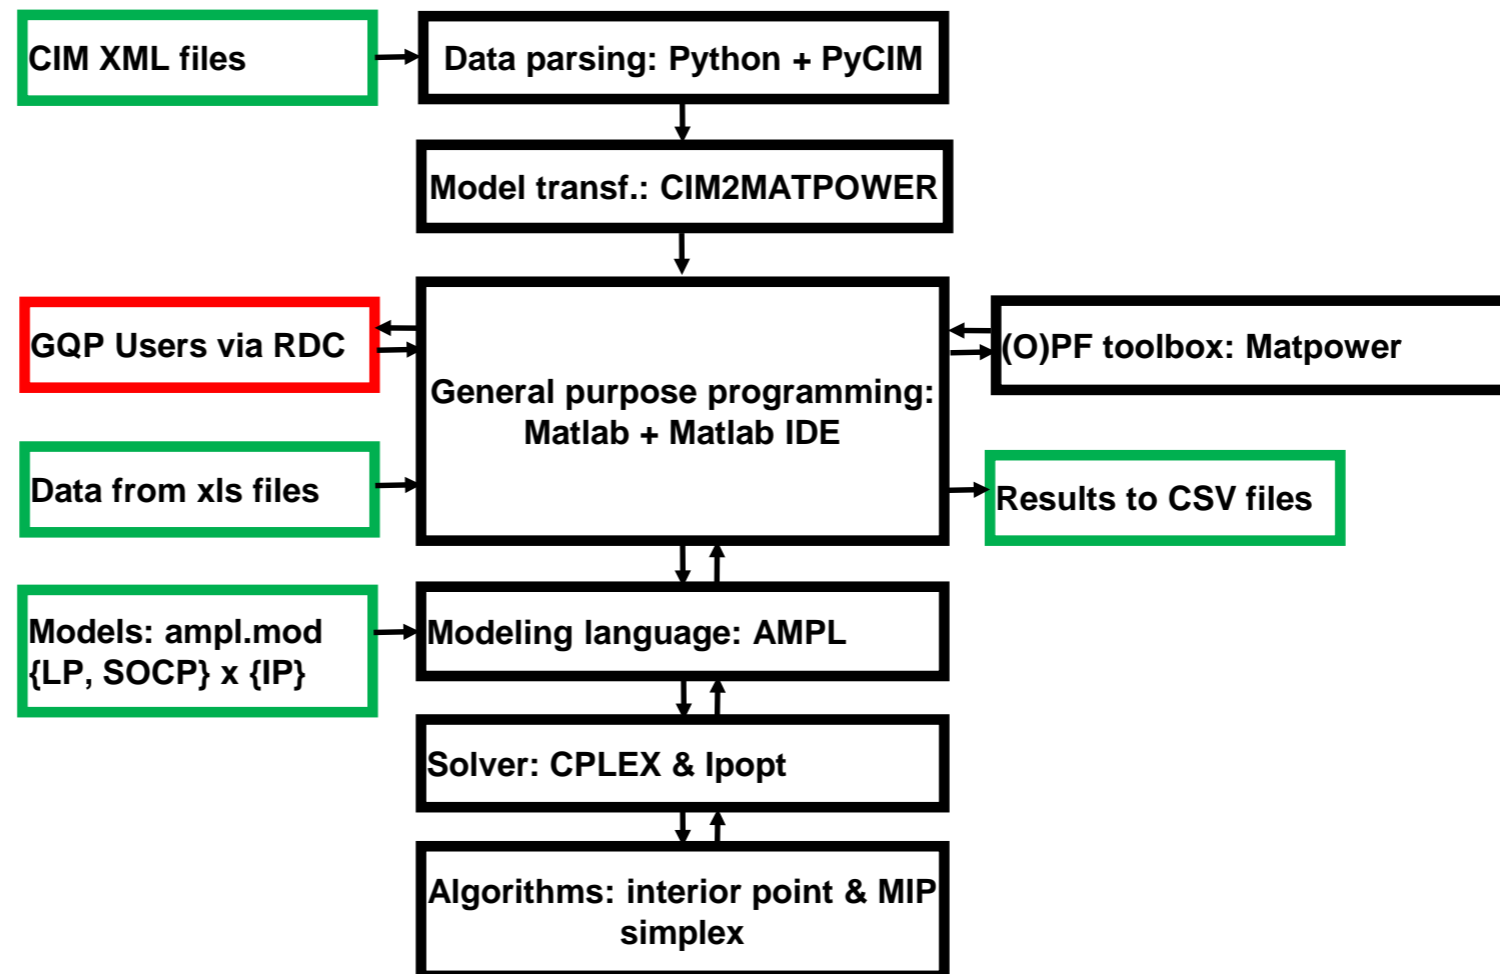 CIM XML files
Data parsing: Python + PyCIM
Model transf.: CIM2MATPOWER
GQP Users via RDC
General purpose programming:
Matlab + Matlab IDE
(O)PF toolbox: Matpower
Data from xls files
Results to CSV files
Models: ampl.mod
{LP, SOCP} x {IP}
Modeling language: AMPL
Solver: CPLEX & Ipopt
Algorithms: interior point & MIP
simplex